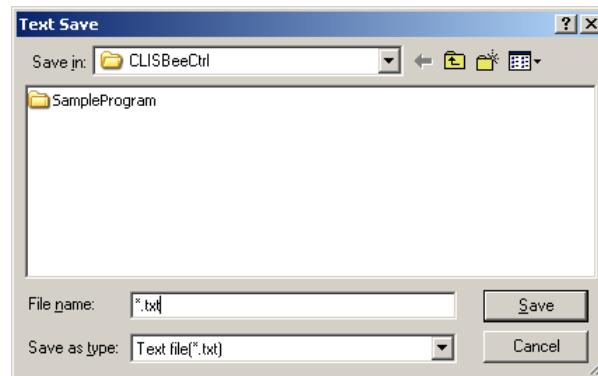 Text Save
Save in: CLISBeeCtrl
SampleProgram
File name: *.txt
Save
Save as type: Text file(*.txt)
Cancel